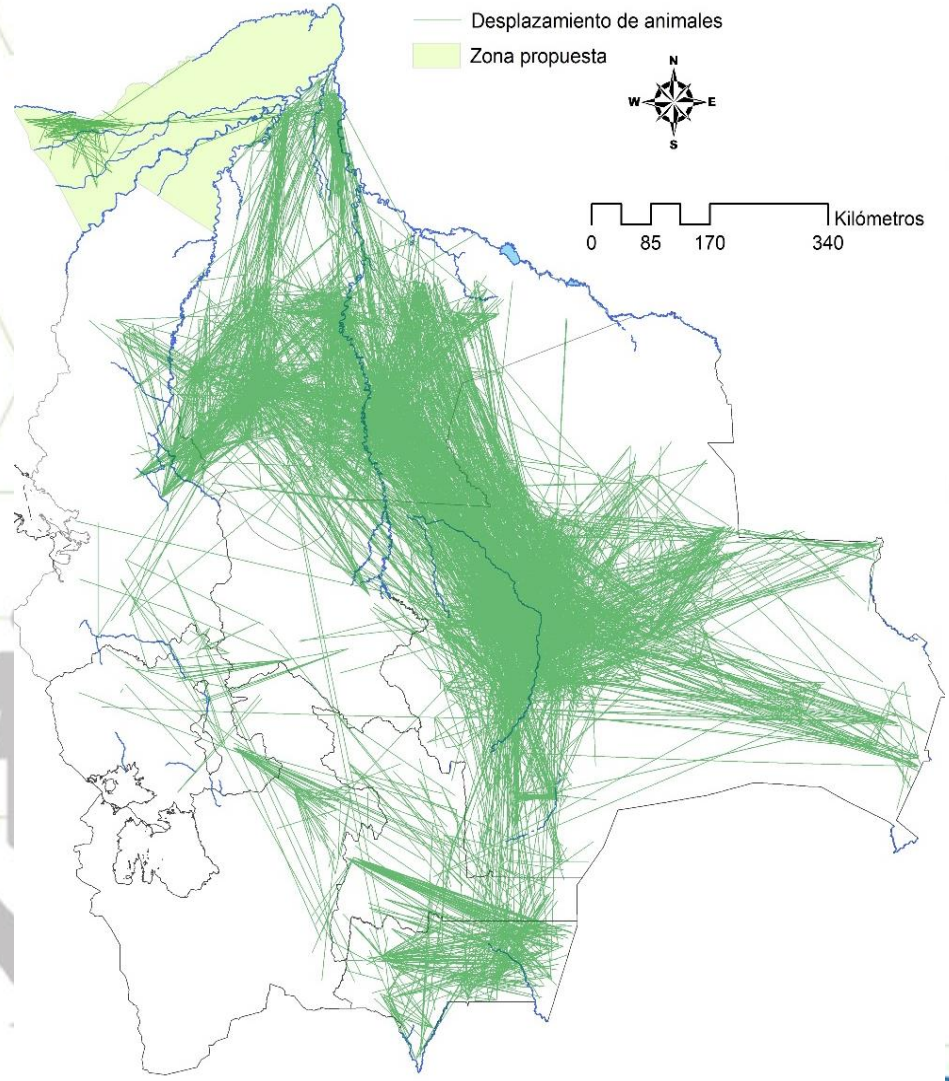 Desplazamiento de animales
Zona propuesta
N
W E
S
Kilómetros
0 85 170 340